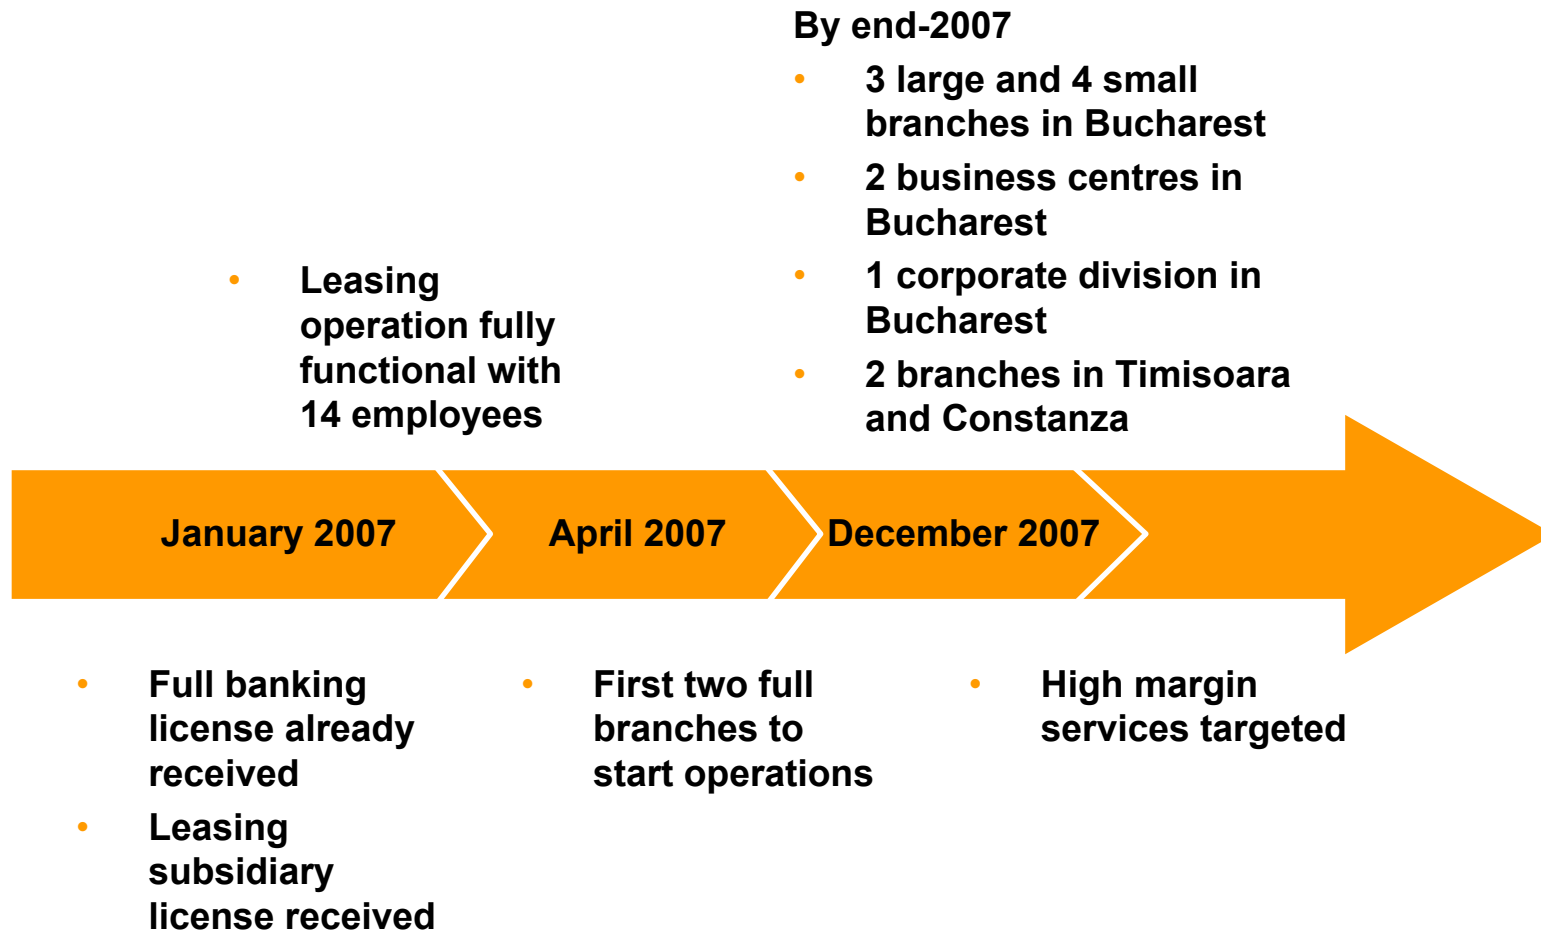 By end-2007
• 3 large and 4 small
branches in Bucharest
• 2 business centres in
Bucharest
• 1 corporate division in
Bucharest
• 2 branches in Timisoara
and Constanza
• Leasing
operation fully
functional with
14 employees
January 2007
April 2007
December 2007
• Full banking
license already
received
• Leasing
subsidiary
license received
• First two full
branches to
start operations
• High margin
services targeted